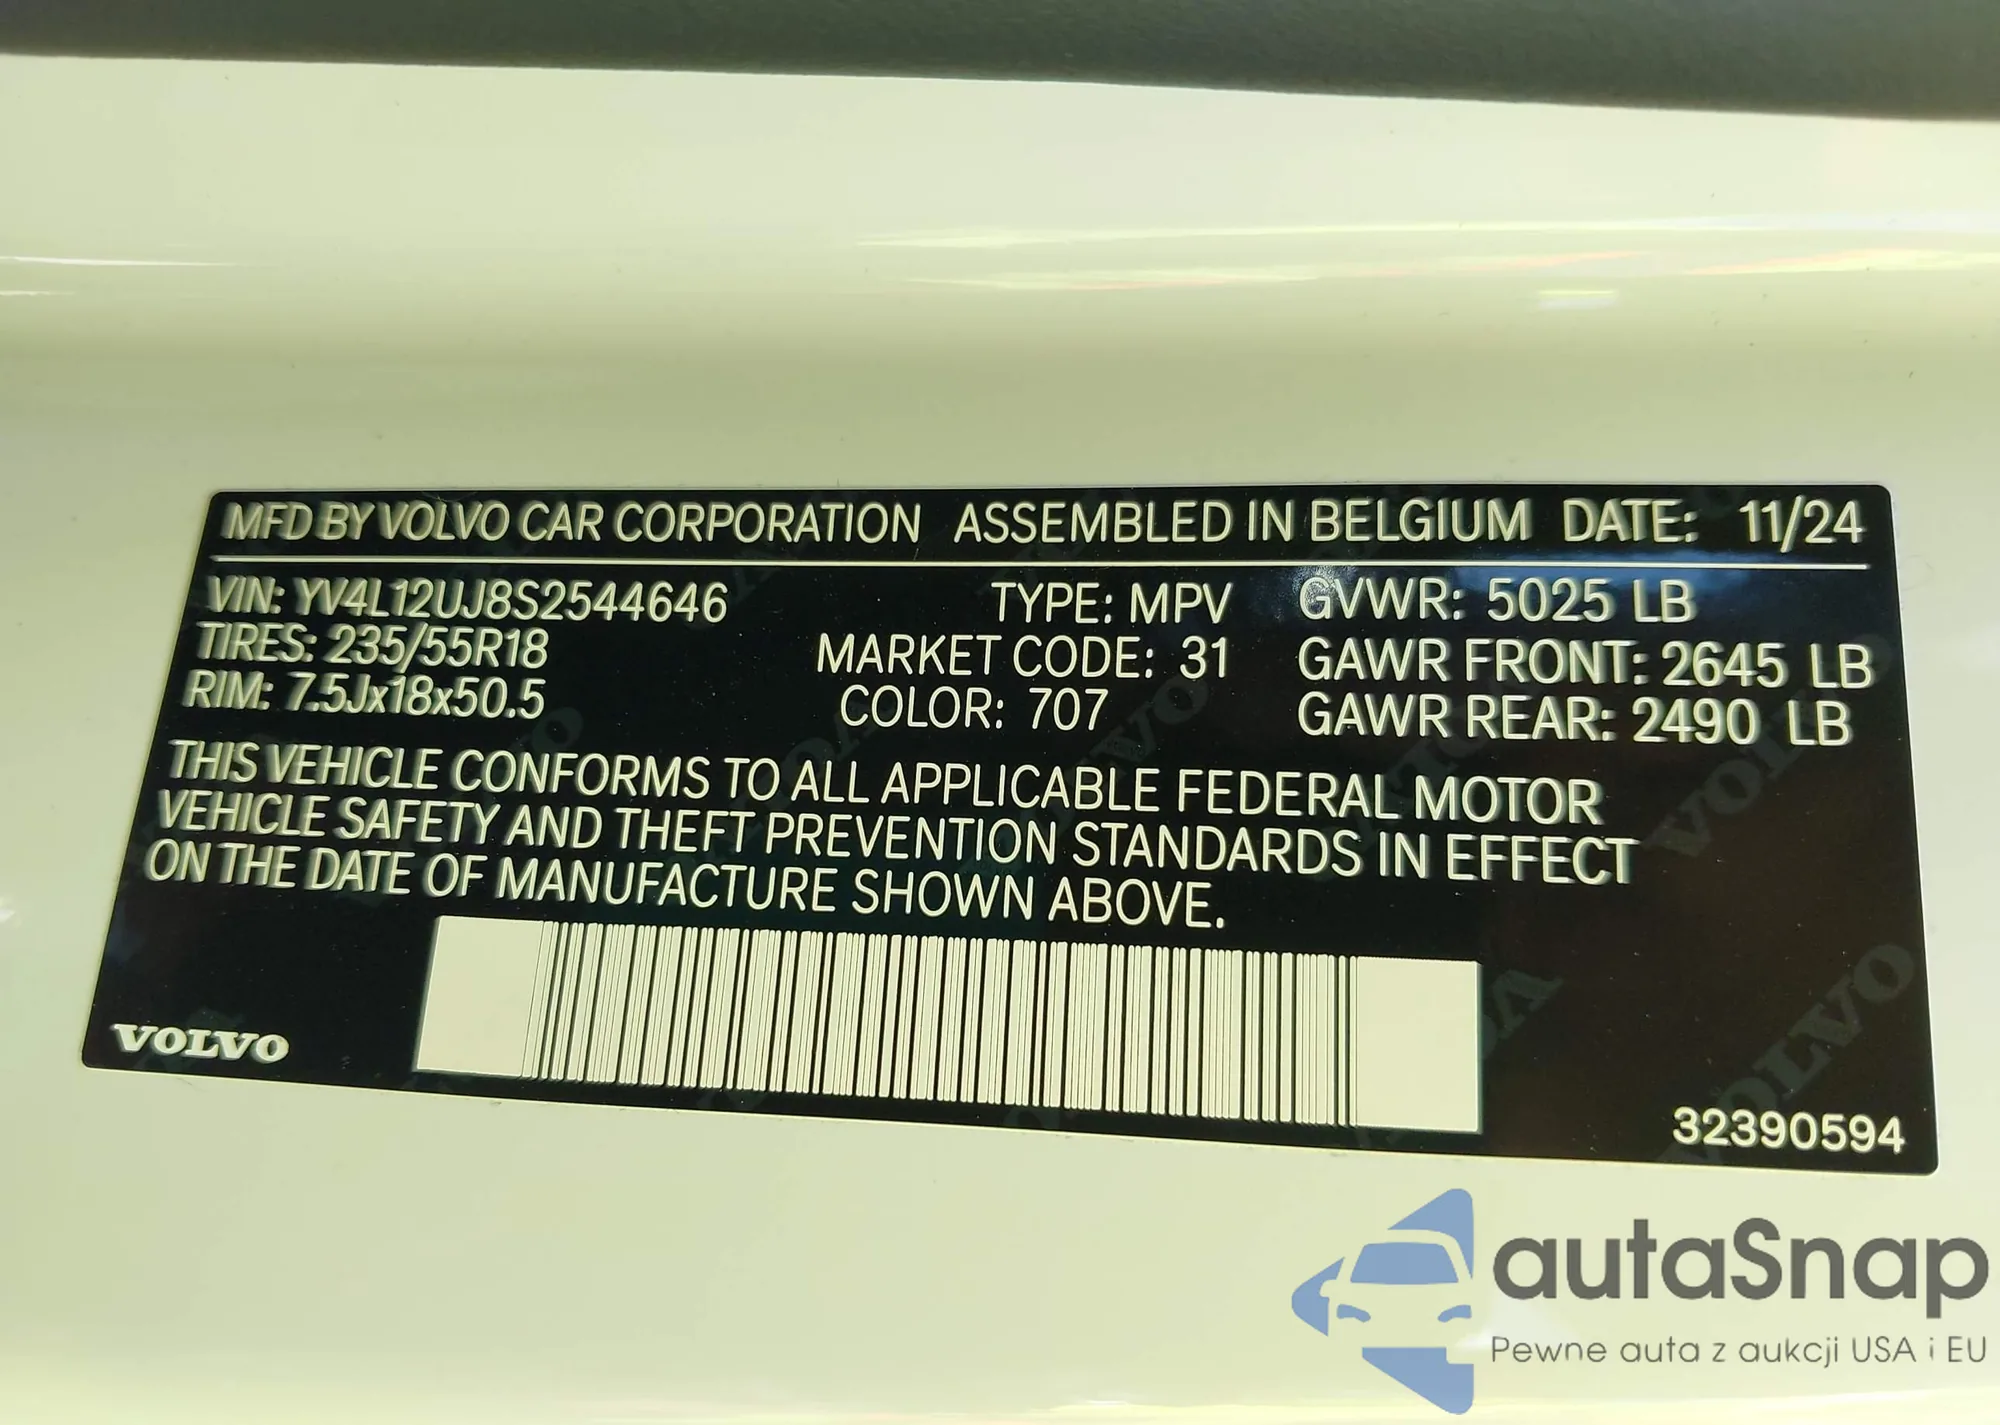 MFD BY VOLVO CAR CORPORATION ASSEMBLED IN BELGIUM DATE: 11/24
VIN: YV4L12UJ8S2544646 TYPE: MPV GVWR: 5025 LB
TIRES: 235/55R18 MARKET CODE: 31 GAWR FRONT: 2645 LB
RIM: 7.5Jx18x50.5 COLOR: 707 GAWR REAR: 2490 LB
THIS VEHICLE CONFORMS TO ALL APPLICABLE FEDERAL MOTOR
VEHICLE SAFETY AND THEFT PREVENTION STANDARDS IN EFFECT
ON THE DATE OF MANUFACTURE SHOWN ABOVE.
VOLVO
32390594
autaSnap
Pewne auta z aukcji USA i EU